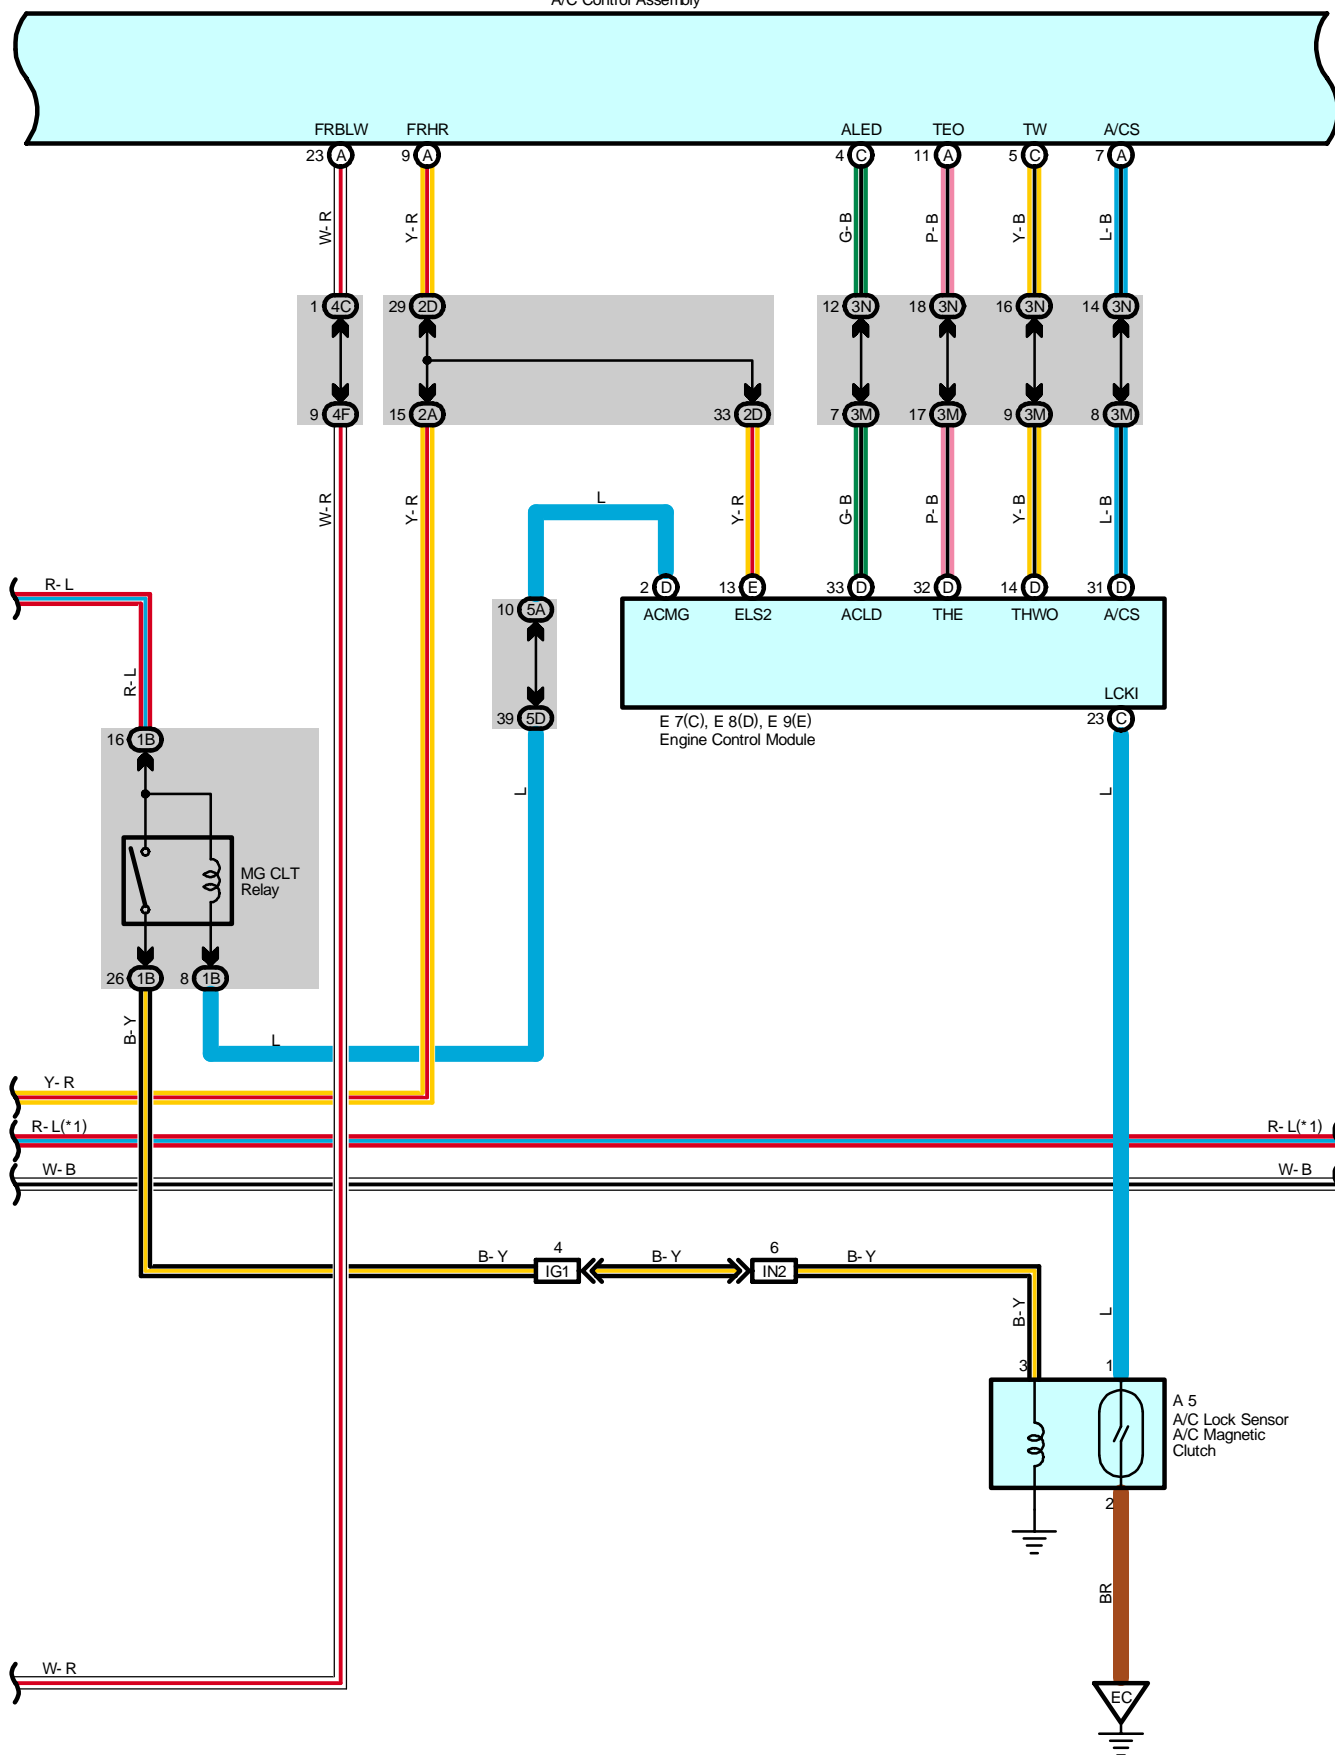 A/C Control Assembly
FRBLW FRHR ALED TEO TW A/CS
23 A 9 A 4 C 11 A 5 C 7 A
W-R Y-R G-B P-B Y-B L-B
1 4C 29 2D 12 3N 18 3N 16 3N 14 3N
9 4F 15 2A 33 2D 7 3M 17 3M 9 3M 8 3M
W-R Y-R L Y-R G-B P-B Y-B L-B
R-L
2 D 13 E 33 D 32 D 14 D 31 D
10 5A
ACMG ELS2 ACLD THE THWO A/CS
R-L
LCKI
39 5D
23 C
E 7(C), E 8(D), E 9(E)
Engine Control Module
16 1B
L L
MG CLT
Relay
26 1B 8 1B
B-Y
L
Y-R
R-L(*1) R-L(*1)
W-B W-B
4 6
B-Y IG1 B-Y IN2 B-Y
B-Y L
3 1
A 5
A/C Lock Sensor
A/C Magnetic
Clutch
2
BR
W-R
EC